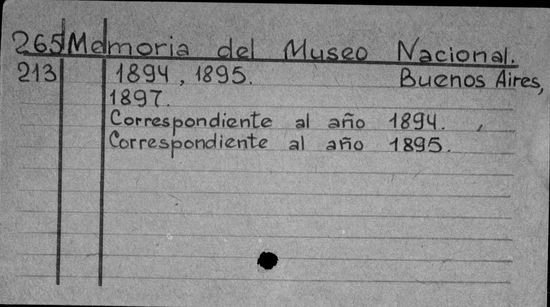 265 Memoria del Museo Nacional.
213 1894, 1895. Buenos Aires,
1897.
Correspondiente al año 1894.
Correspondiente al año 1895.